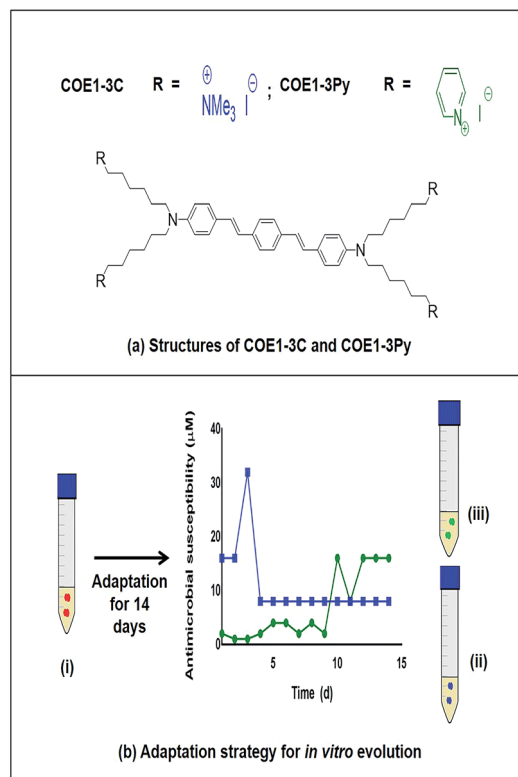 COE1-3C R = ⊕ NMe3 I ⊖ ; COE1-3Py R = N+ I ⊖
R
R
N
N
R
R
(a) Structures of COE1-3C and COE1-3Py
Antimicrobial susceptibility (μM)
40
30
20
10
0
5
10
15
Time (d)
Adaptation
for 14
days
(i)
(iii)
(ii)
(b) Adaptation strategy for in vitro evolution